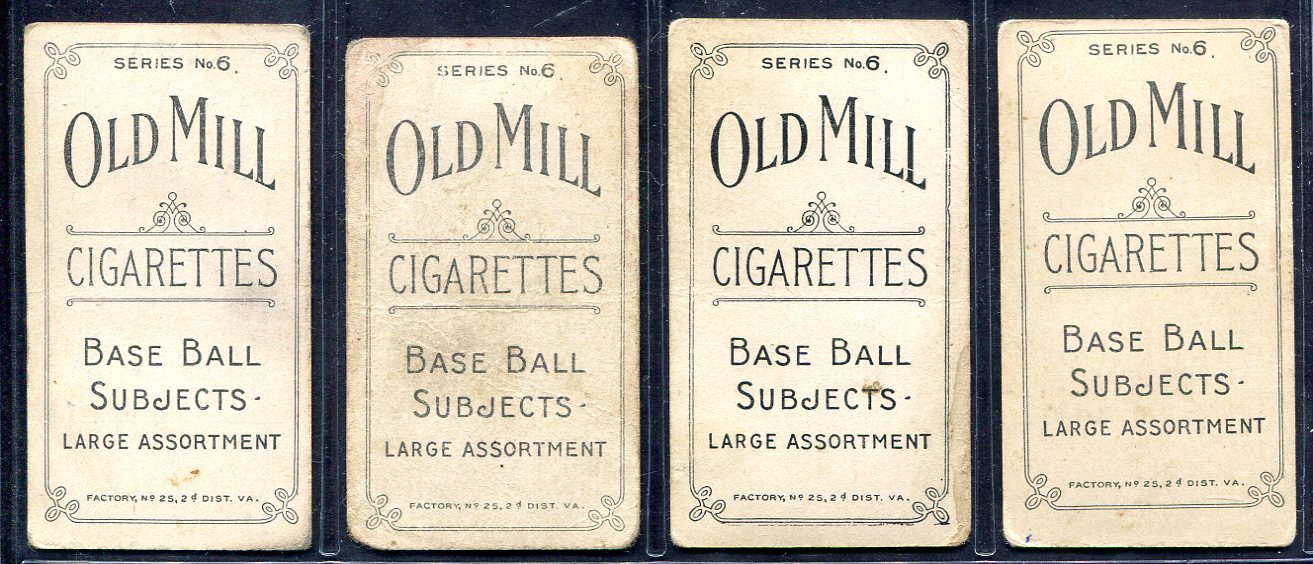 SERIES No.6.
OLD MILL
CIGARETTES
BASE BALL
SUBJECTS-
LARGE ASSORTMENT
FACTORY, Nº 25, 2d DIST. VA.
SERIES No.6.
OLD MILL
CIGARETTES
BASE BALL
SUBJECTS-
LARGE ASSORTMENT
FACTORY, Nº 25, 2d DIST. VA.
SERIES No.6.
OLD MILL
CIGARETTES
BASE BALL
SUBJECTS-
LARGE ASSORTMENT
FACTORY, Nº 25, 2d DIST. VA.
SERIES No.6.
OLD MILL
CIGARETTES
BASE BALL
SUBJECTS-
LARGE ASSORTMENT
FACTORY, Nº 25, 2d DIST. VA.